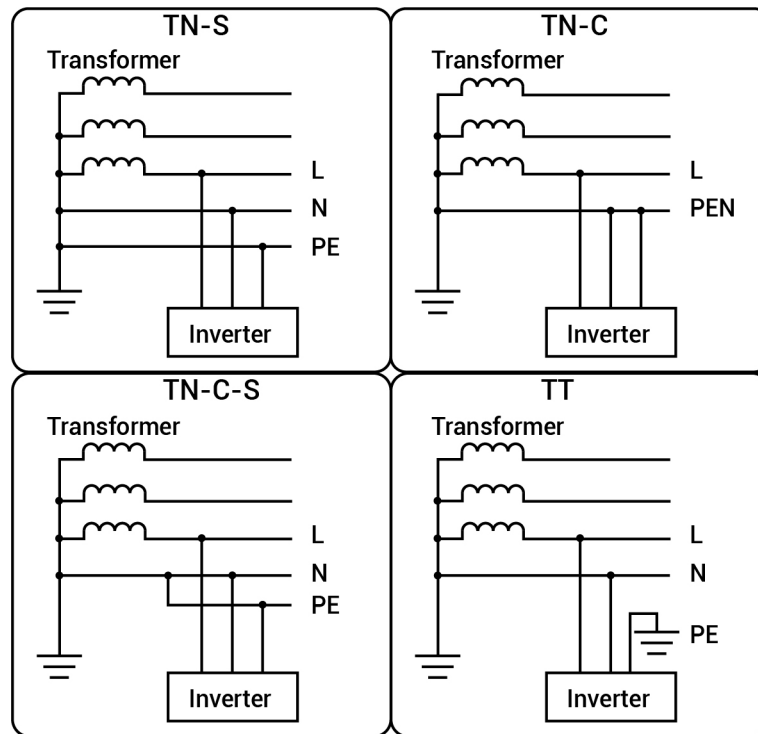 TN-S
Transformer
L
N
PE
Inverter
TN-C
Transformer
L
PEN
Inverter
TN-C-S
Transformer
L
N
PE
Inverter
TT
Transformer
L
N
PE
Inverter